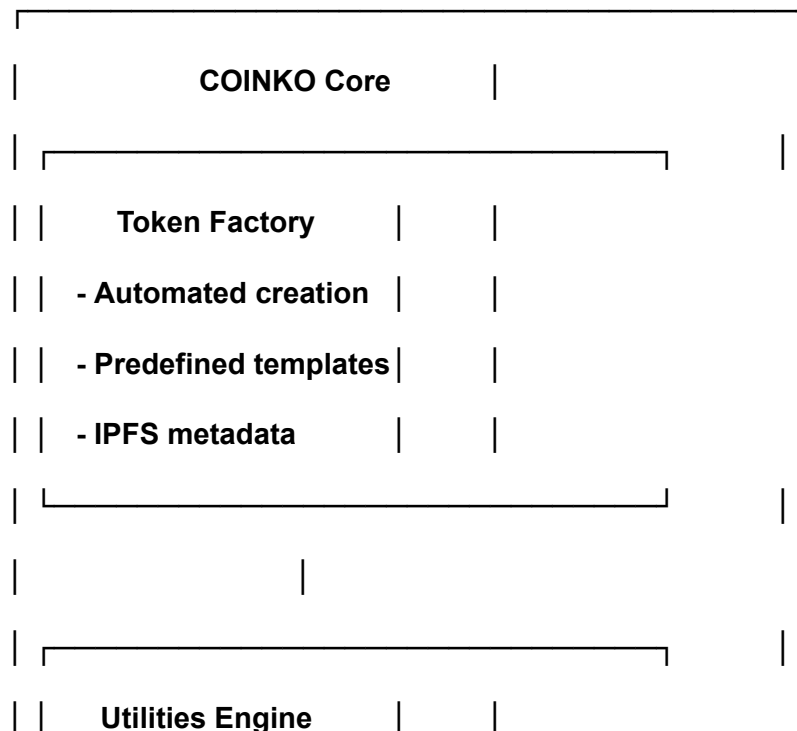 COINKO Core
Token Factory
- Automated creation
- Predefined templates
- IPFS metadata
Utilities Engine